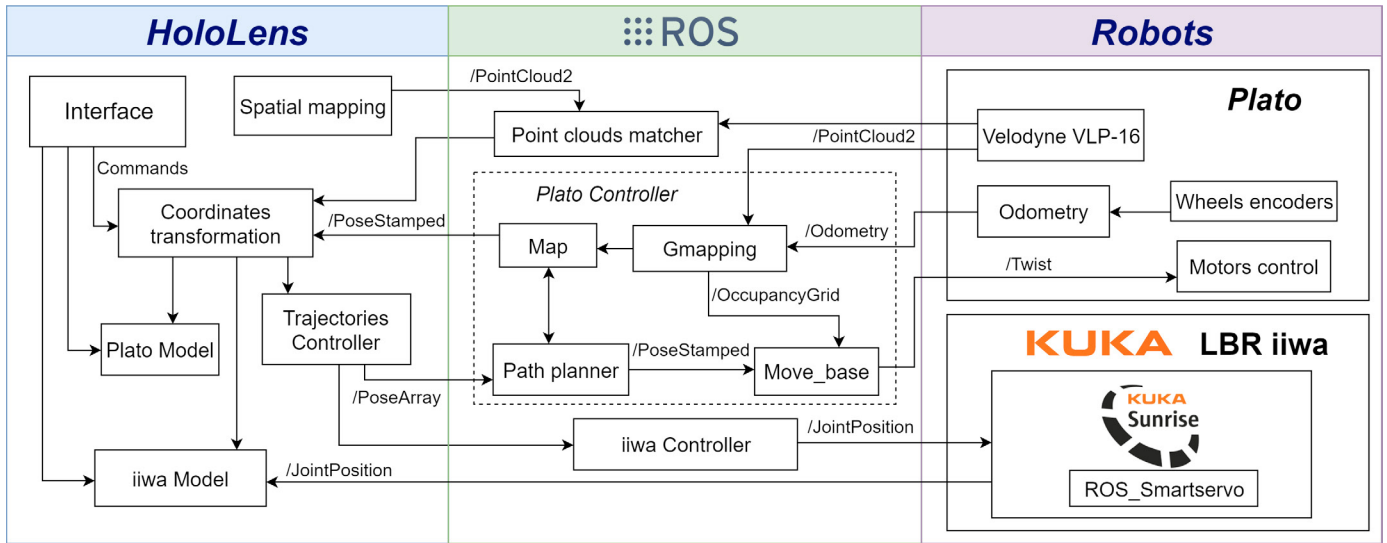 HoloLens
ROS
Robots
Interface
Spatial mapping
/PointCloud2
Point clouds matcher
Plato
Velodyne VLP-16
/PointCloud2
Commands
Coordinates
transformation
/PoseStamped
Plato Controller
Map
Gmapping
/Odometry
Odometry
Wheels encoders
/Twist
Motors control
/OccupancyGrid
Trajectories
Controller
Plato Model
/PoseArray
Path planner
/PoseStamped
Move_base
KUKA LBR iiwa
KUKA
Sunrise
ROS_Smartservo
iiwa Controller
/JointPosition
iiwa Model
/JointPosition